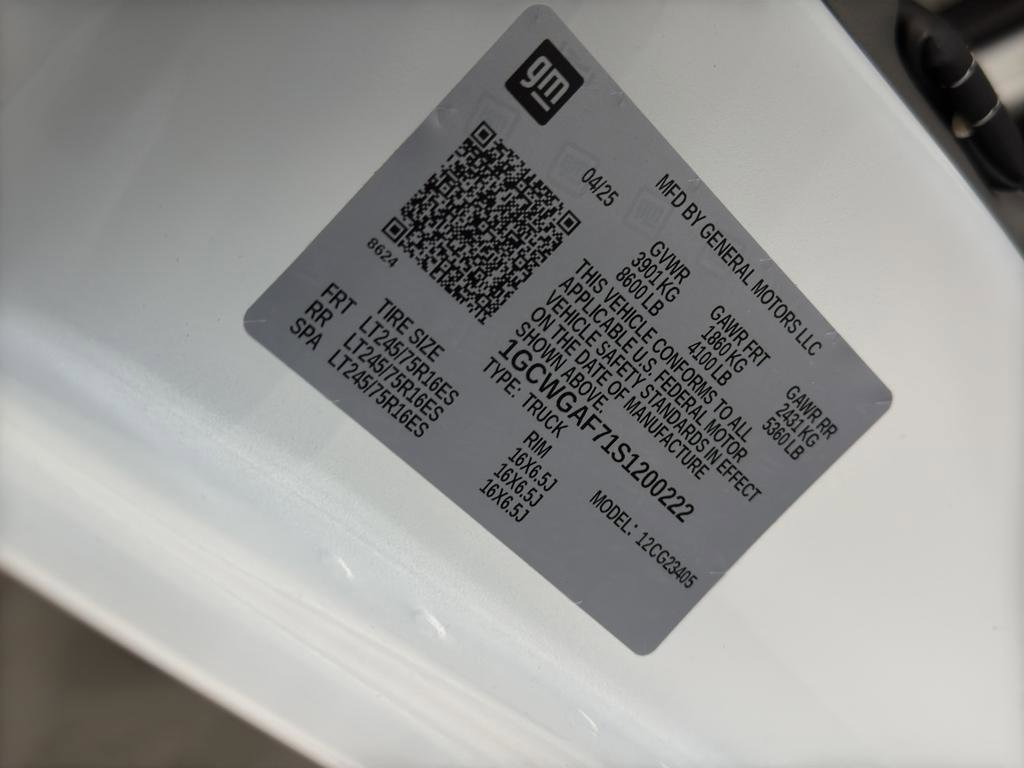 gm
MFD BY GENERAL MOTORS LLC
04/25
GVWR GAWR FRT GAWR RR
3901 KG 1860 KG 2431 KG
8600 LB 4100 LB 5360 LB
THIS VEHICLE CONFORMS TO ALL
APPLICABLE U.S. FEDERAL MOTOR
VEHICLE SAFETY STANDARDS IN EFFECT
ON THE DATE OF MANUFACTURE
SHOWN ABOVE.
1GCWGAF71S1200222
TYPE: TRUCK MODEL: 12CG23405
8624
TIRE SIZE RIM
FRT LT245/75R16ES 16X6.5J
RR LT245/75R16ES 16X6.5J
SPA LT245/75R16ES 16X6.5J